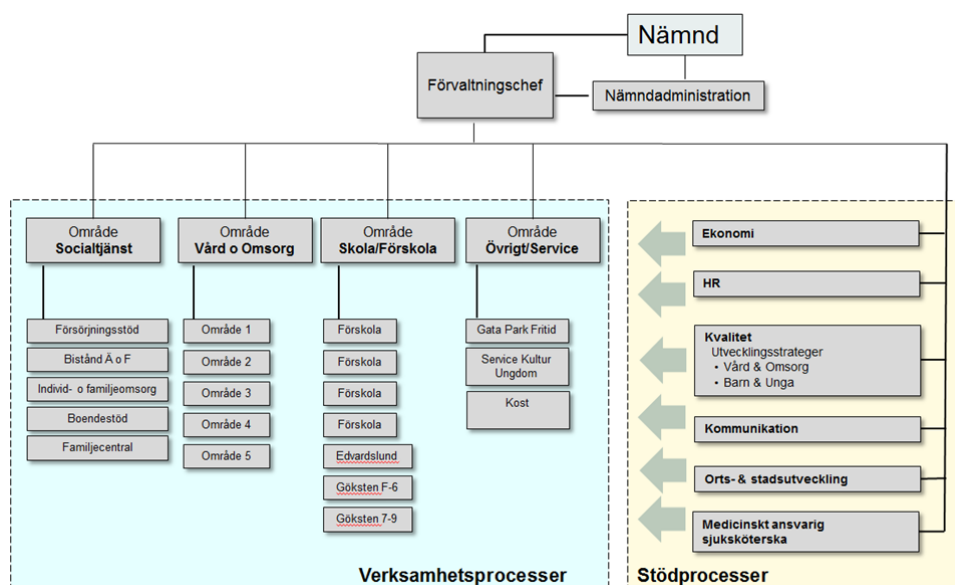 Nämnd
Förvaltningschef
Nämndadministration
Område
Socialtjänst
Område
Vård o Omsorg
Område
Skola/Förskola
Område
Övrigt/Service
Försörjningsstöd
Bistånd Ä o F
Individ- o familjeomsorg
Boendestöd
Familjecentral
Område 1
Område 2
Område 3
Område 4
Område 5
Förskola
Förskola
Förskola
Förskola
Edvardslund
Göksten F-6
Göksten 7-9
Gata Park Fritid
Service Kultur
Ungdom
Kost
Verksamhetsprocesser
Ekonomi
HR
Kvalitet
Utvecklingsstrateger
• Vård & Omsorg
• Barn & Unga
Kommunikation
Orts- & stadsutveckling
Medicinskt ansvarig
sjuksköterska
Stödprocesser